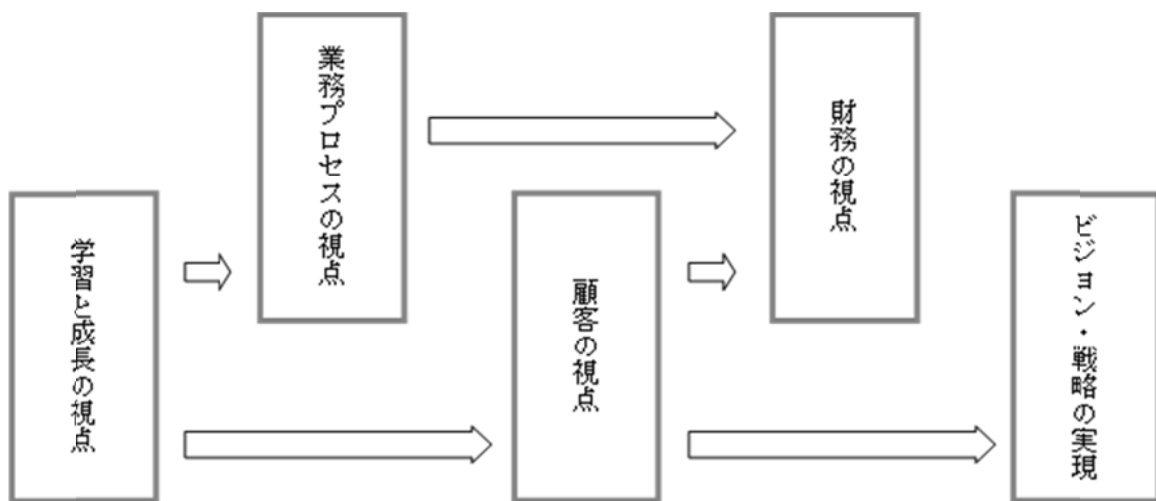 学習と成長の視点
業務プロセスの視点
顧客の視点
財務の視点
ビジョン・戦略の実現